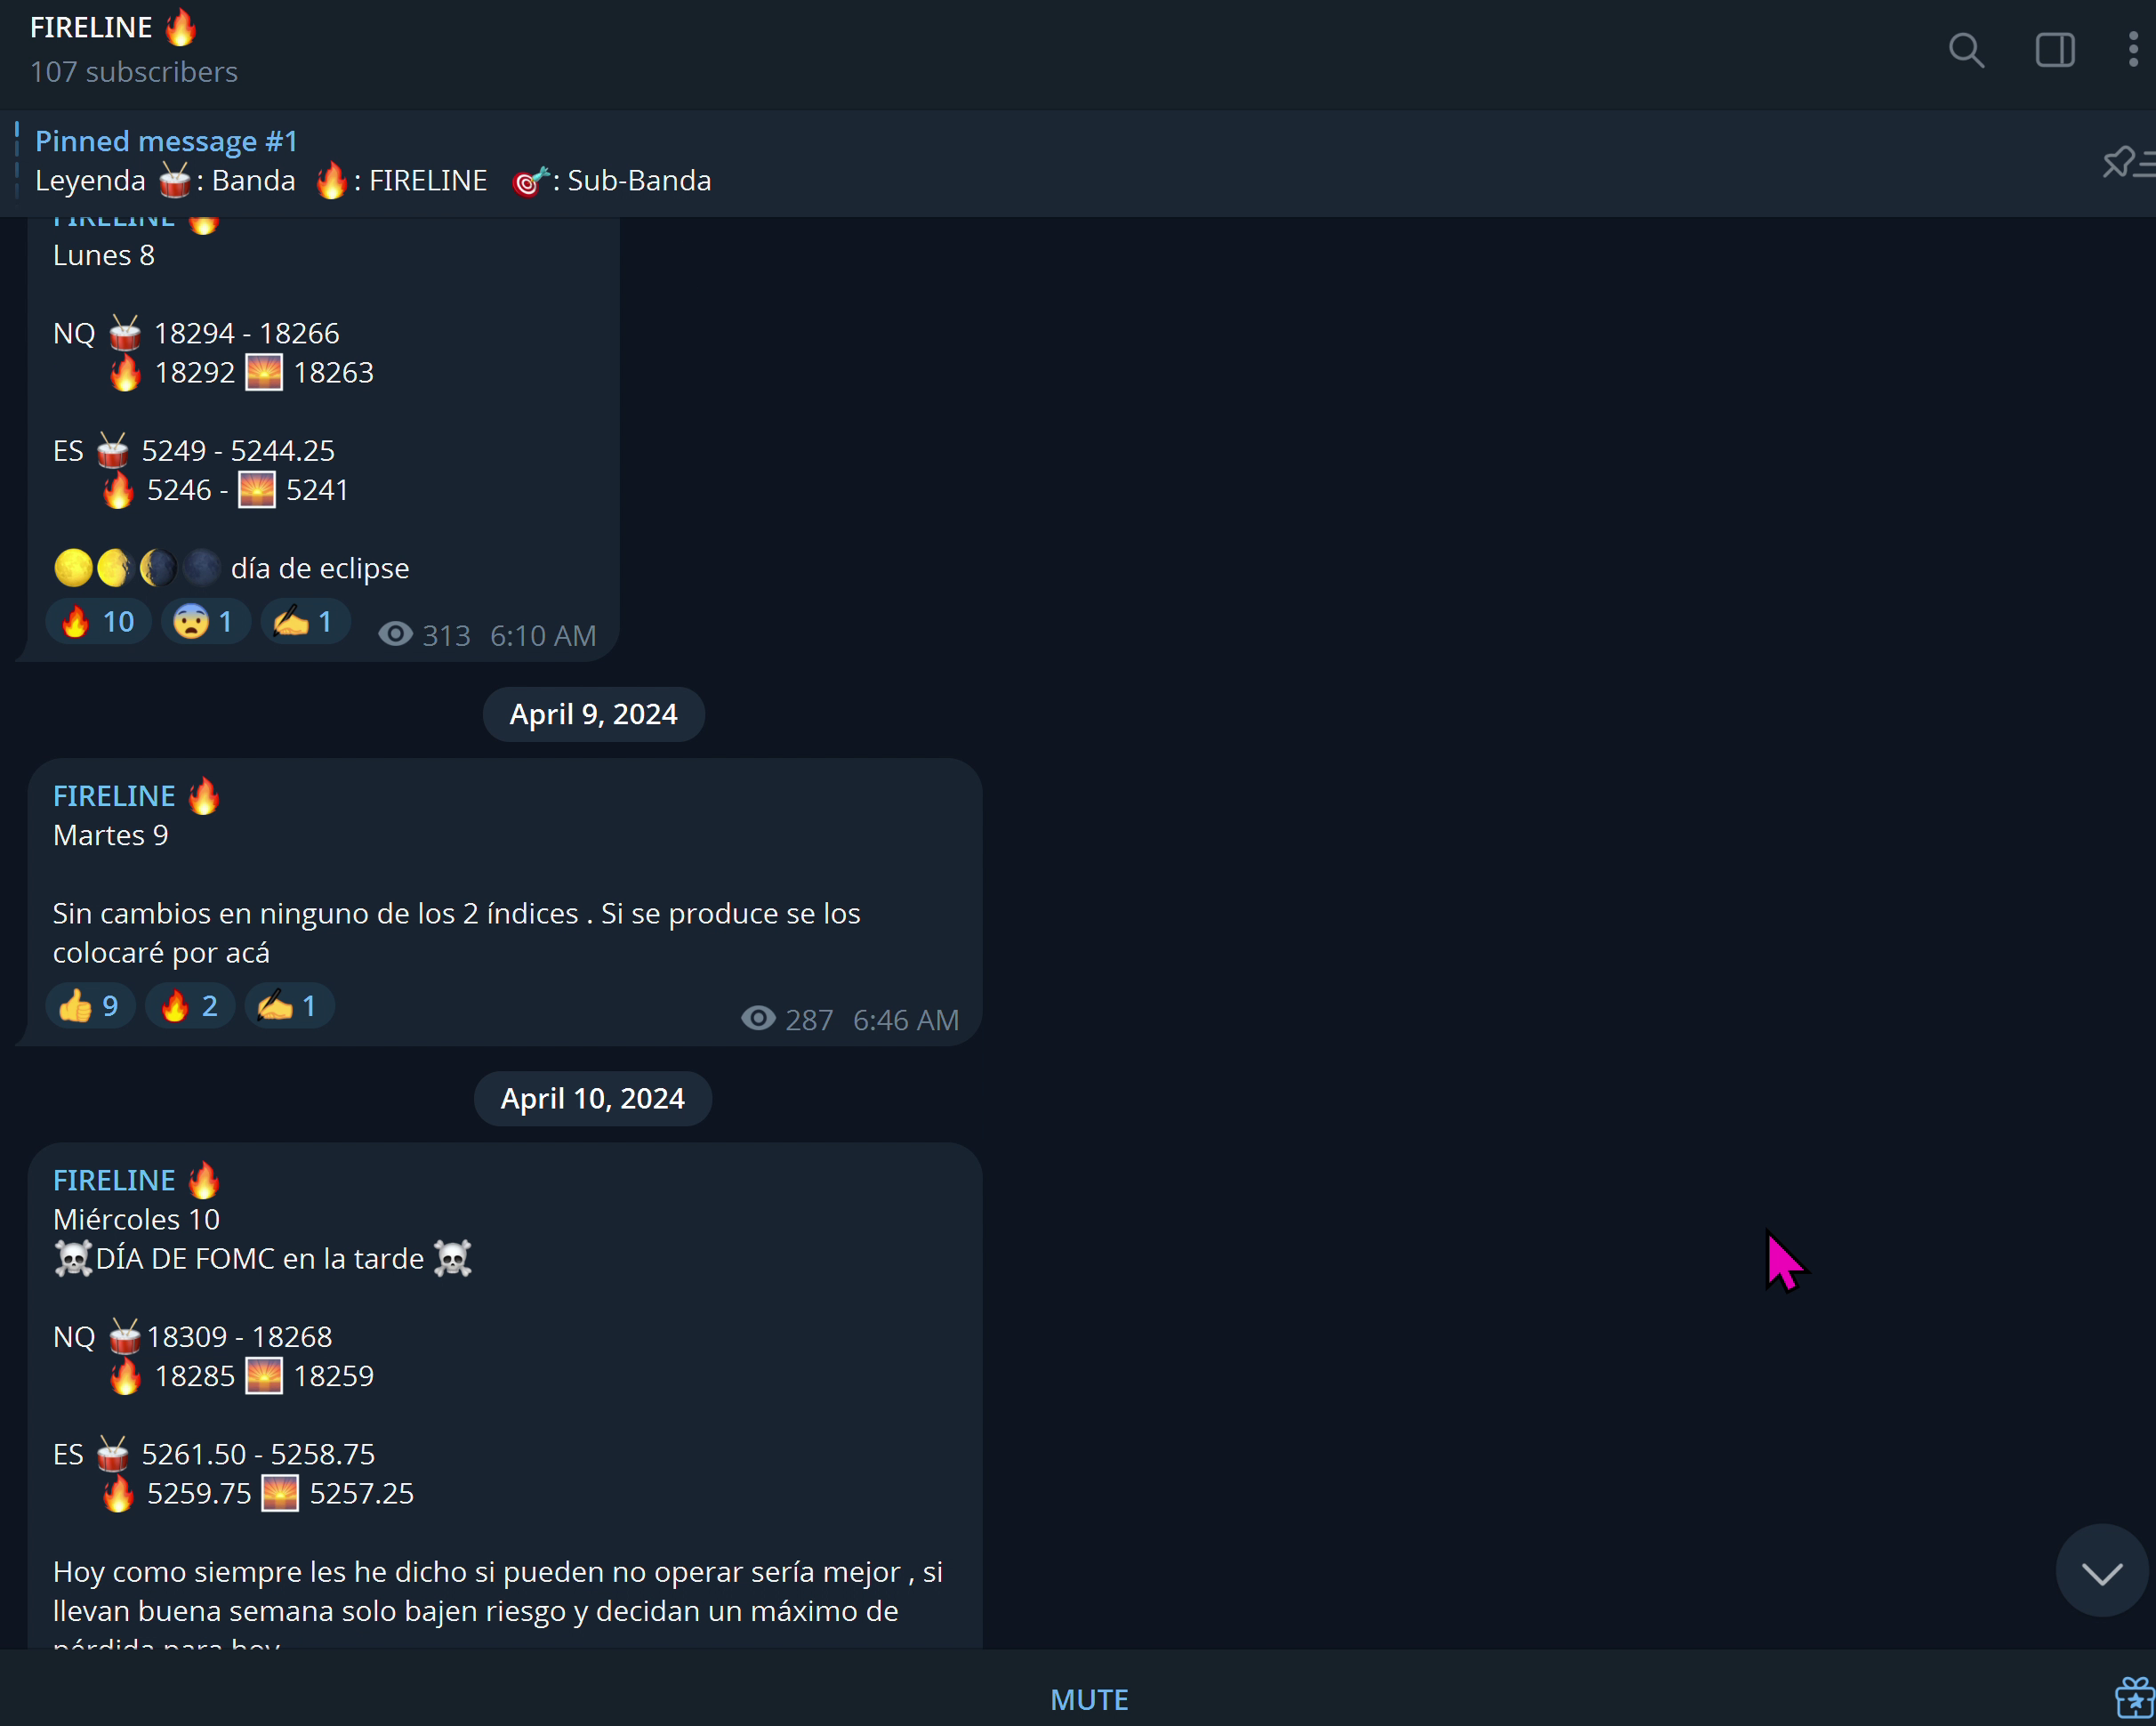 FIRELINE 🔥
107 subscribers
Pinned message #1
Leyenda 🥁: Banda 🔥: FIRELINE 🎯: Sub-Banda
FIRELINE 🔥
Lunes 8
NQ 🥁 18294 - 18266
🔥 18292 🌅 18263
ES 🥁 5249 - 5244.25
🔥 5246 - 🌅 5241
🌕🌖🌘🌑 día de eclipse
🔥 10 😨 1 ✍️ 1 313 6:10 AM
April 9, 2024
FIRELINE 🔥
Martes 9
Sin cambios en ninguno de los 2 índices . Si se produce se los
colocaré por acá
👍 9 🔥 2 ✍️ 1 287 6:46 AM
April 10, 2024
FIRELINE 🔥
Miércoles 10
☠️DÍA DE FOMC en la tarde ☠️
NQ 🥁18309 - 18268
🔥 18285 🌅 18259
ES 🥁 5261.50 - 5258.75
🔥 5259.75 🌅 5257.25
Hoy como siempre les he dicho si pueden no operar sería mejor , si
llevan buena semana solo bajen riesgo y decidan un máximo de
pérdida para hoy
MUTE